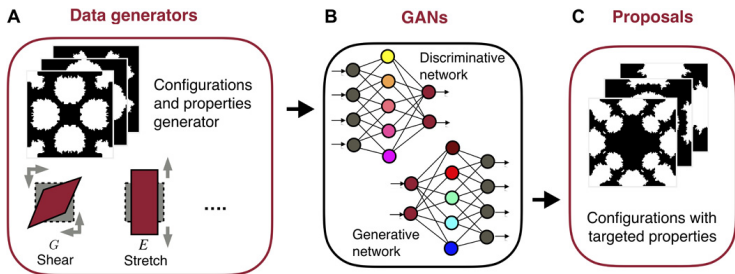 A
Data generators
Configurations
and properties
generator
G
Shear
E
Stretch
....
B
GANs
Discriminative
network
Generative
network
C
Proposals
Configurations with
targeted properties